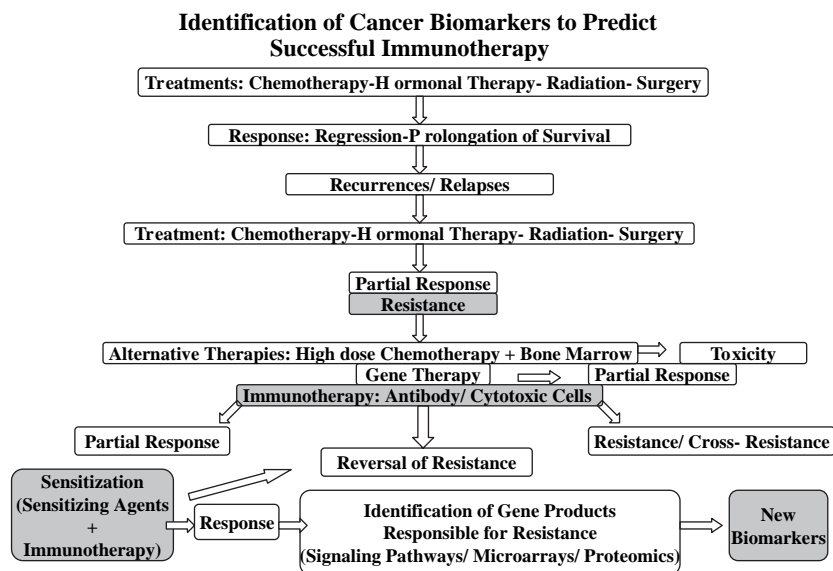 Identification of Cancer Biomarkers to Predict
Successful Immunotherapy
Treatments: Chemotherapy-H ormonal Therapy- Radiation- Surgery
Response: Regression-P rolongation of Survival
Recurrences/ Relapses
Treatment: Chemotherapy-H ormonal Therapy- Radiation- Surgery
Partial Response
Resistance
Alternative Therapies: High dose Chemotherapy + Bone Marrow
Toxicity
Gene Therapy
Partial Response
Immunotherapy: Antibody/ Cytotoxic Cells
Partial Response
Reversal of Resistance
Resistance/ Cross- Resistance
Sensitization
(Sensitizing Agents
+
Immunotherapy)
Response
Identification of Gene Products
Responsible for Resistance
(Signaling Pathways/ Microarrays/ Proteomics)
New
Biomarkers